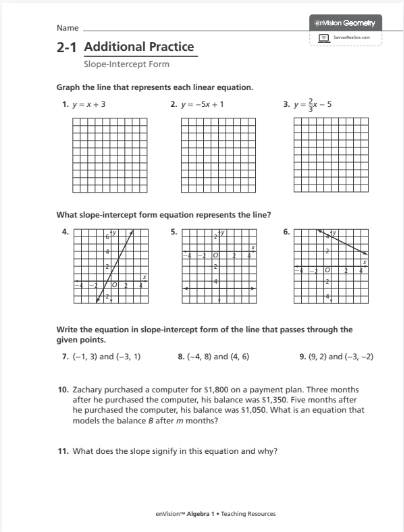 Name
enVision Geometry
SavvasRealize.com
2-1 Additional Practice
Slope-Intercept Form
Graph the line that represents each linear equation.
1. y = x + 3 2. y = −5x + 1 3. y = 2/3x − 5
What slope-intercept form equation represents the line?
4. 5. 6.
6 y 2 y y
4 −4 −2 O 2 4 x 2
2 2 −4 −2 O 2 4 x
−4 −2 O 2 4 x 4 2
2 4
Write the equation in slope-intercept form of the line that passes through the
given points.
7. (−1, 3) and (−3, 1) 8. (−4, 8) and (4, 6) 9. (9, 2) and (−3, −2)
10. Zachary purchased a computer for $1,800 on a payment plan. Three months
after he purchased the computer, his balance was $1,350. Five months after
he purchased the computer, his balance was $1,050. What is an equation that
models the balance B after m months?
11. What does the slope signify in this equation and why?
enVision™ Algebra 1 • Teaching Resources